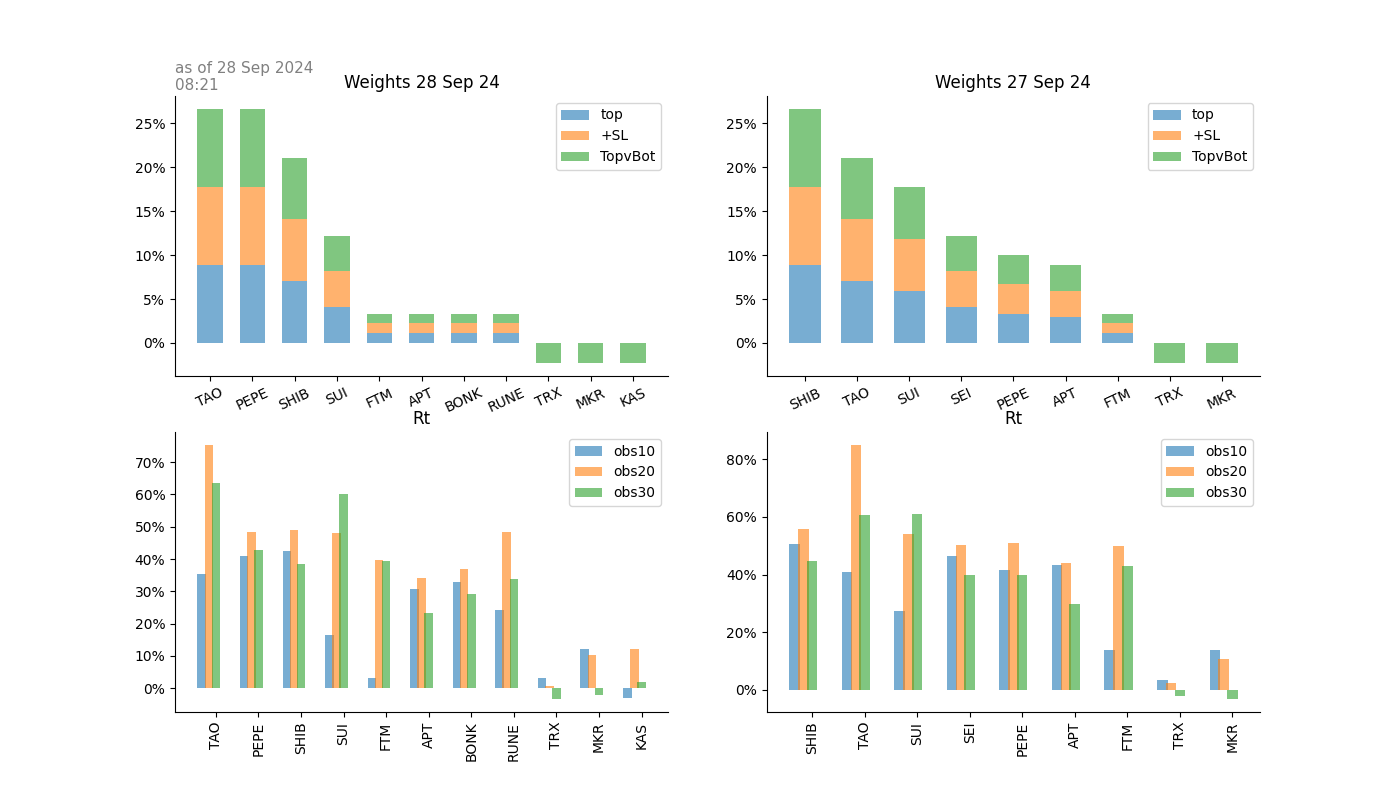 as of 28 Sep 2024
08:21
Weights 28 Sep 24
25%
20%
15%
10%
5%
0%
top
+SL
TopvBot
TAO PEPE SHIB SUI FTM APT BONK RUNE TRX MKR KAS
Weights 27 Sep 24
25%
20%
15%
10%
5%
0%
top
+SL
TopvBot
SHIB TAO SUI SEI PEPE APT FTM TRX MKR
Rt
70%
60%
50%
40%
30%
20%
10%
0%
obs10
obs20
obs30
TAO PEPE SHIB SUI FTM APT BONK RUNE TRX MKR KAS
Rt
80%
60%
40%
20%
0%
obs10
obs20
obs30
SHIB TAO SUI SEI PEPE APT FTM TRX MKR